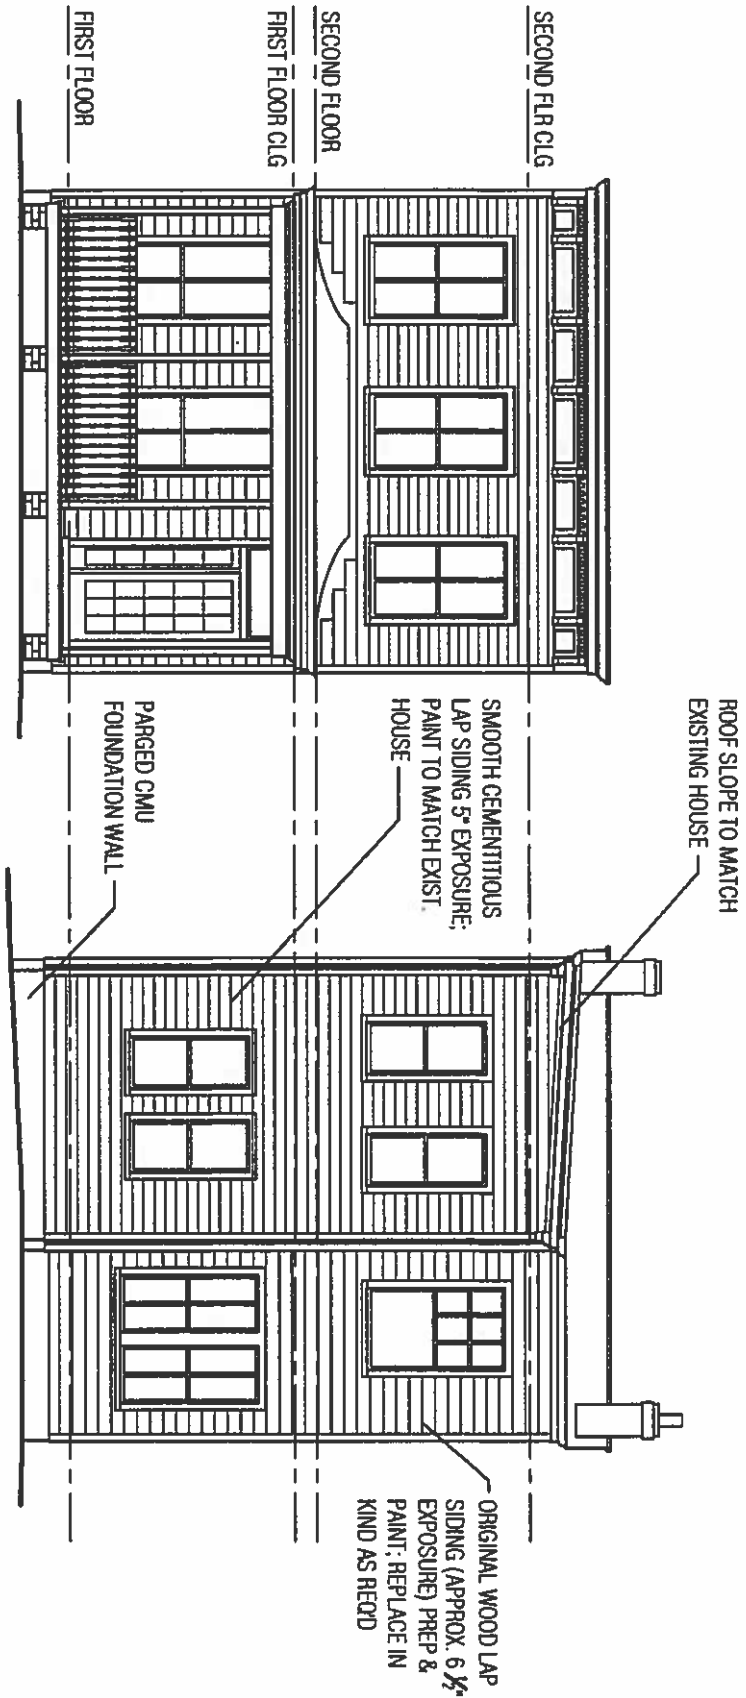 SECOND FLR CLG
SECOND FLOOR
FIRST FLOOR CLG
FIRST FLOOR
ROOF SLOPE TO MATCH
EXISTING HOUSE
SMOOTH CEMENTITIOUS
LAP SIDING 5" EXPOSURE;
PAINT TO MATCH EXIST.
HOUSE
PARGED CMU
FOUNDATION WALL
ORIGINAL WOOD LAP
SIDING (APPROX. 6 ½"
EXPOSURE) PREP &
PAINT; REPLACE IN
KIND AS REQ'D